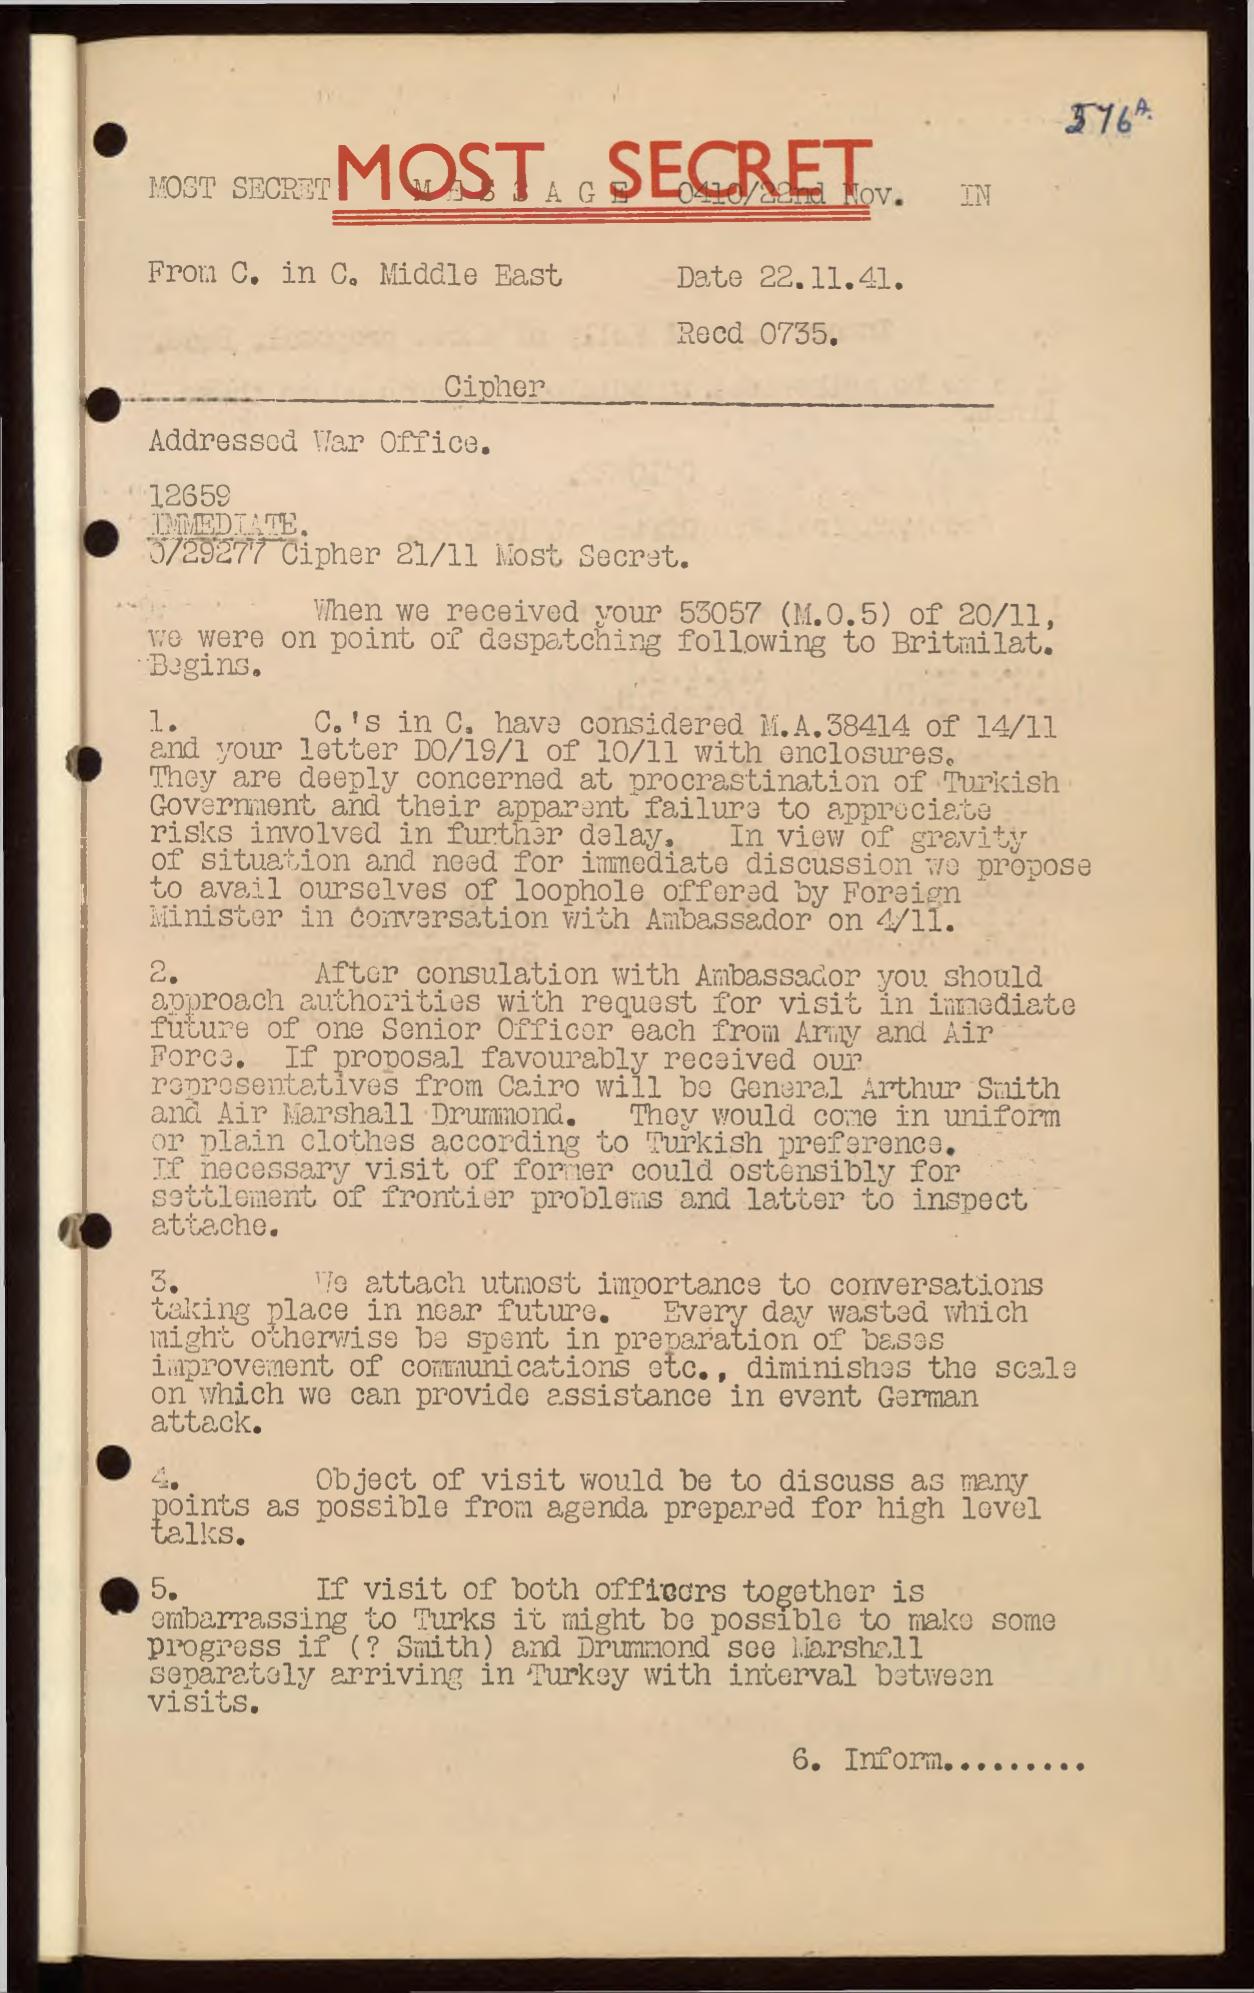 576A.
MOST SECRET
MOST SECRET MESSAGE 0410/22nd Nov. IN
From C. in C. Middle East Date 22.11.41.
Recd 0735.
Cipher
Addressed War Office.
12659
IMMEDIATE.
O/29277 Cipher 21/11 Most Secret.
When we received your 53057 (M.O.5) of 20/11,
we were on point of despatching following to Britmilat.
Begins.
1. C.'s in C. have considered M.A.38414 of 14/11
and your letter DO/19/1 of 10/11 with enclosures.
They are deeply concerned at procrastination of Turkish
Government and their apparent failure to appreciate
risks involved in further delay. In view of gravity
of situation and need for immediate discussion we propose
to avail ourselves of loophole offered by Foreign
Minister in conversation with Ambassador on 4/11.
2. After consulation with Ambassador you should
approach authorities with request for visit in immediate
future of one Senior Officer each from Army and Air
Force. If proposal favourably received our
representatives from Cairo will be General Arthur Smith
and Air Marshall Drummond. They would come in uniform
or plain clothes according to Turkish preference.
If necessary visit of former could ostensibly for
settlement of frontier problems and latter to inspect
attache.
3. We attach utmost importance to conversations
taking place in near future. Every day wasted which
might otherwise be spent in preparation of bases
improvement of communications etc., diminishes the scale
on which we can provide assistance in event German
attack.
4. Object of visit would be to discuss as many
points as possible from agenda prepared for high level
talks.
5. If visit of both officers together is
embarrassing to Turks it might be possible to make some
progress if (? Smith) and Drummond see Marshall
separately arriving in Turkey with interval between
visits.
6. Inform.........